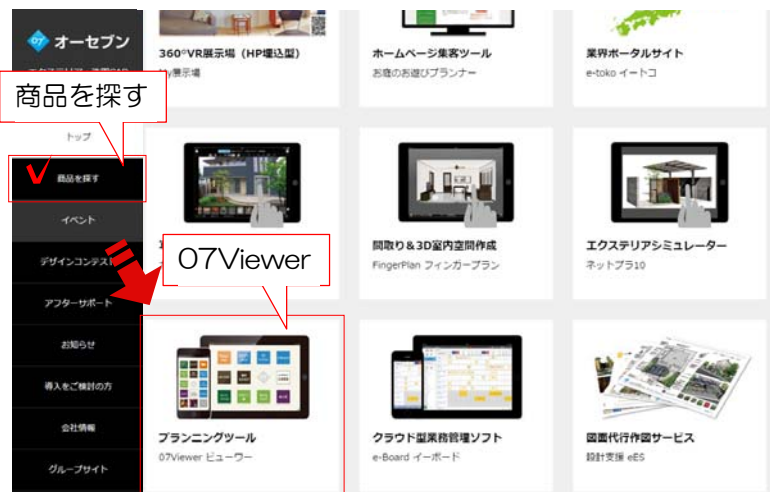 オーセブン
商品を探す
トップ
商品を探す
イベント
デザインコンテスト
アフターサポート
お知らせ
導入をご検討の方
会社情報
グループサイト
360°VR展示場（HP埋込型）
ホームページ集客ツール
お庭のお遊びプランナー
業界ポータルサイト
e-toko イートコ
07Viewer
間取り＆3D室内空間作成
FingerPlan フィンガープラン
エクステリアシミュレーター
ネットプラ10
プランニングツール
07Viewer ビューワー
クラウド型業務管理ソフト
e-Board イーボード
図面代行作図サービス
設計支援 eES